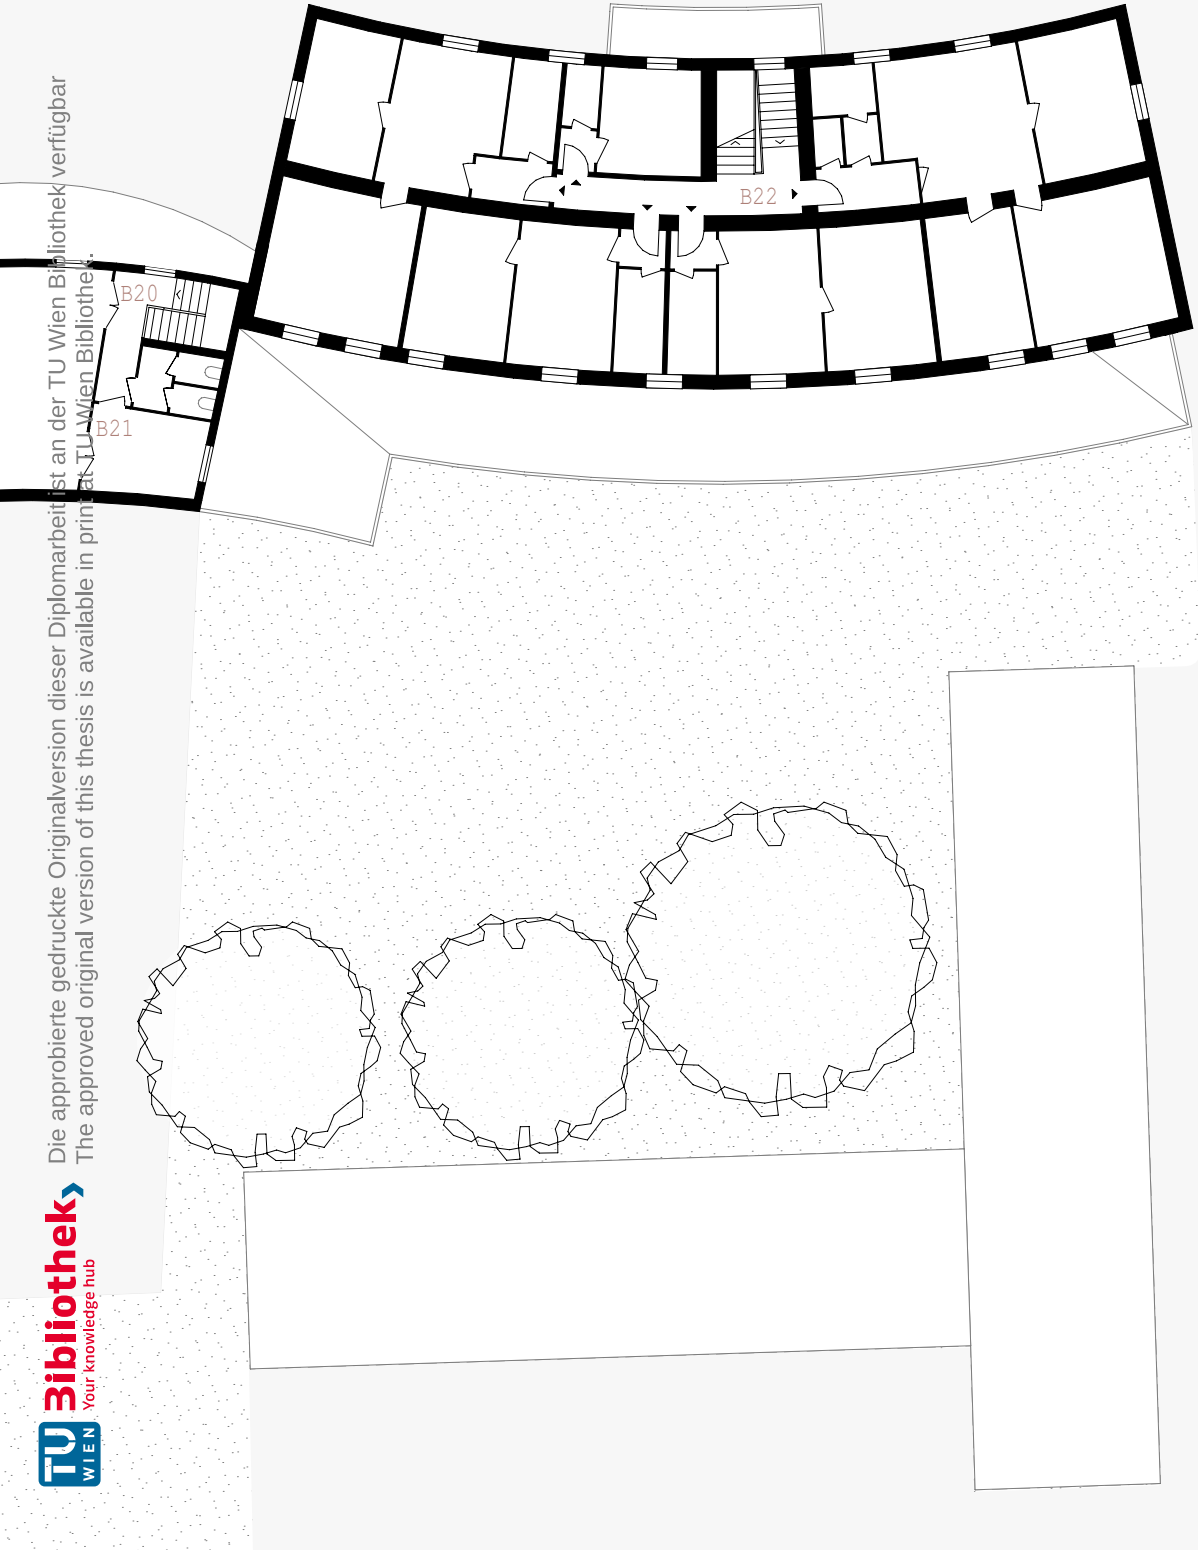 B22
B20
B21
Die approbierte gedruckte Originalversion dieser Diplomarbeit ist an der TU Wien Bibliothek verfügbar
The approved original version of this thesis is available in print at TU Wien Bibliothek.
TU WIEN
Bibliothek
Your knowledge hub